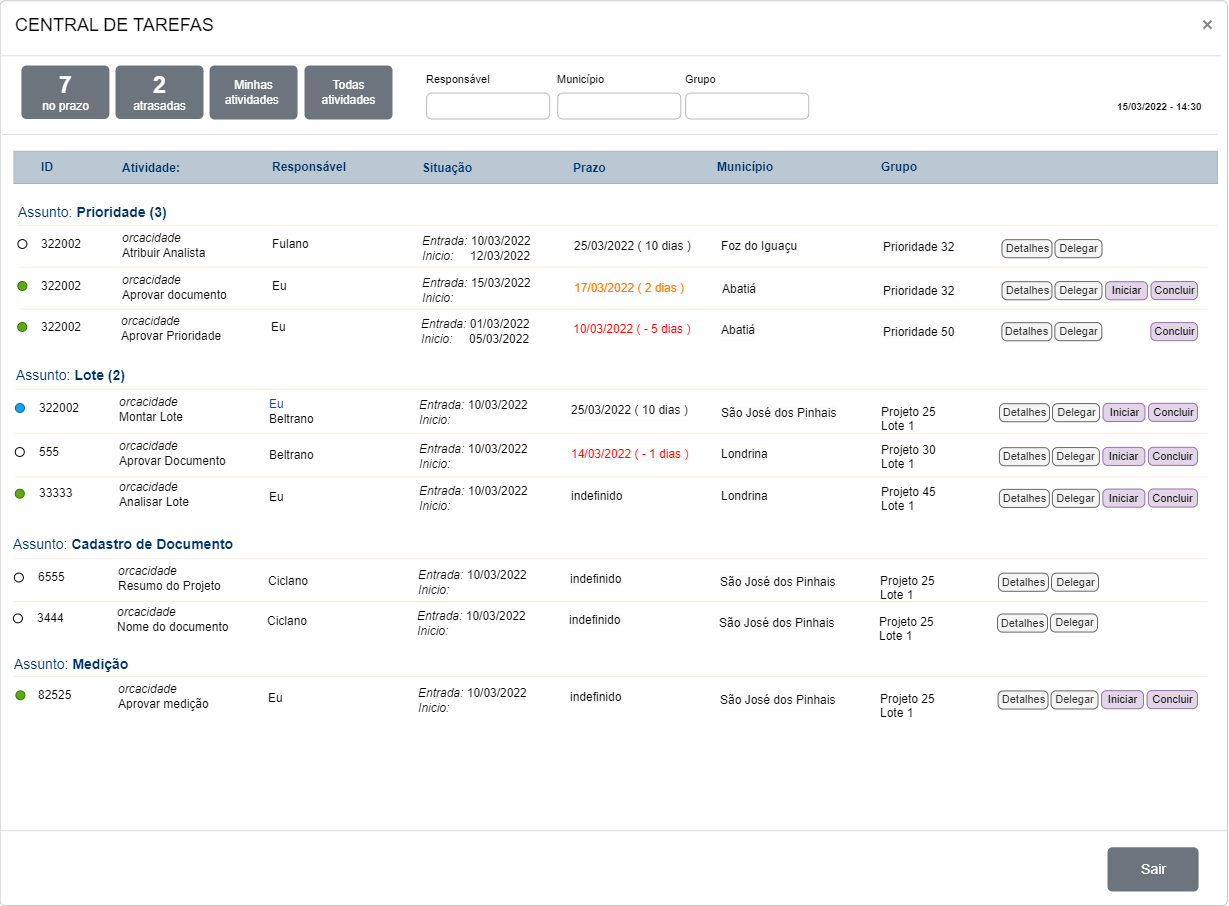 CENTRAL DE TAREFAS
×
7
no prazo
2
atrasadas
Minhas
atividades
Todas
atividades
Responsável
Município
Grupo
15/03/2022 - 14:30
ID Atividade: Responsável Situação Prazo Município Grupo
Assunto: Prioridade (3)
322002
orcacidade
Atribuir Analista
Fulano
Entrada: 10/03/2022
Inicio: 12/03/2022
25/03/2022 ( 10 dias )
Foz do Iguaçu
Prioridade 32
Detalhes Delegar
322002
orcacidade
Aprovar documento
Eu
Entrada: 15/03/2022
Inicio:
17/03/2022 ( 2 dias )
Abatiá
Prioridade 32
Detalhes Delegar Iniciar Concluir
322002
orcacidade
Aprovar Prioridade
Eu
Entrada: 01/03/2022
Inicio: 05/03/2022
10/03/2022 ( - 5 dias )
Abatiá
Prioridade 50
Detalhes Delegar Concluir
Assunto: Lote (2)
322002
orcacidade
Montar Lote
Eu
Beltrano
Entrada: 10/03/2022
Inicio:
25/03/2022 ( 10 dias )
São José dos Pinhais
Projeto 25
Lote 1
Detalhes Delegar Iniciar Concluir
555
orcacidade
Aprovar Documento
Beltrano
Entrada: 10/03/2022
Inicio:
14/03/2022 ( - 1 dias )
Londrina
Projeto 30
Lote 1
Detalhes Delegar Iniciar Concluir
33333
orcacidade
Analisar Lote
Eu
Entrada: 10/03/2022
Inicio:
indefinido
Londrina
Projeto 45
Lote 1
Detalhes Delegar Iniciar Concluir
Assunto: Cadastro de Documento
6555
orcacidade
Resumo do Projeto
Ciclano
Entrada: 10/03/2022
Inicio:
indefinido
São José dos Pinhais
Projeto 25
Lote 1
Detalhes Delegar
3444
orcacidade
Nome do documento
Ciclano
Entrada: 10/03/2022
Inicio:
indefinido
São José dos Pinhais
Projeto 25
Lote 1
Detalhes Delegar
Assunto: Medição
82525
orcacidade
Aprovar medição
Eu
Entrada: 10/03/2022
Inicio:
indefinido
São José dos Pinhais
Projeto 25
Lote 1
Detalhes Delegar Iniciar Concluir
Sair